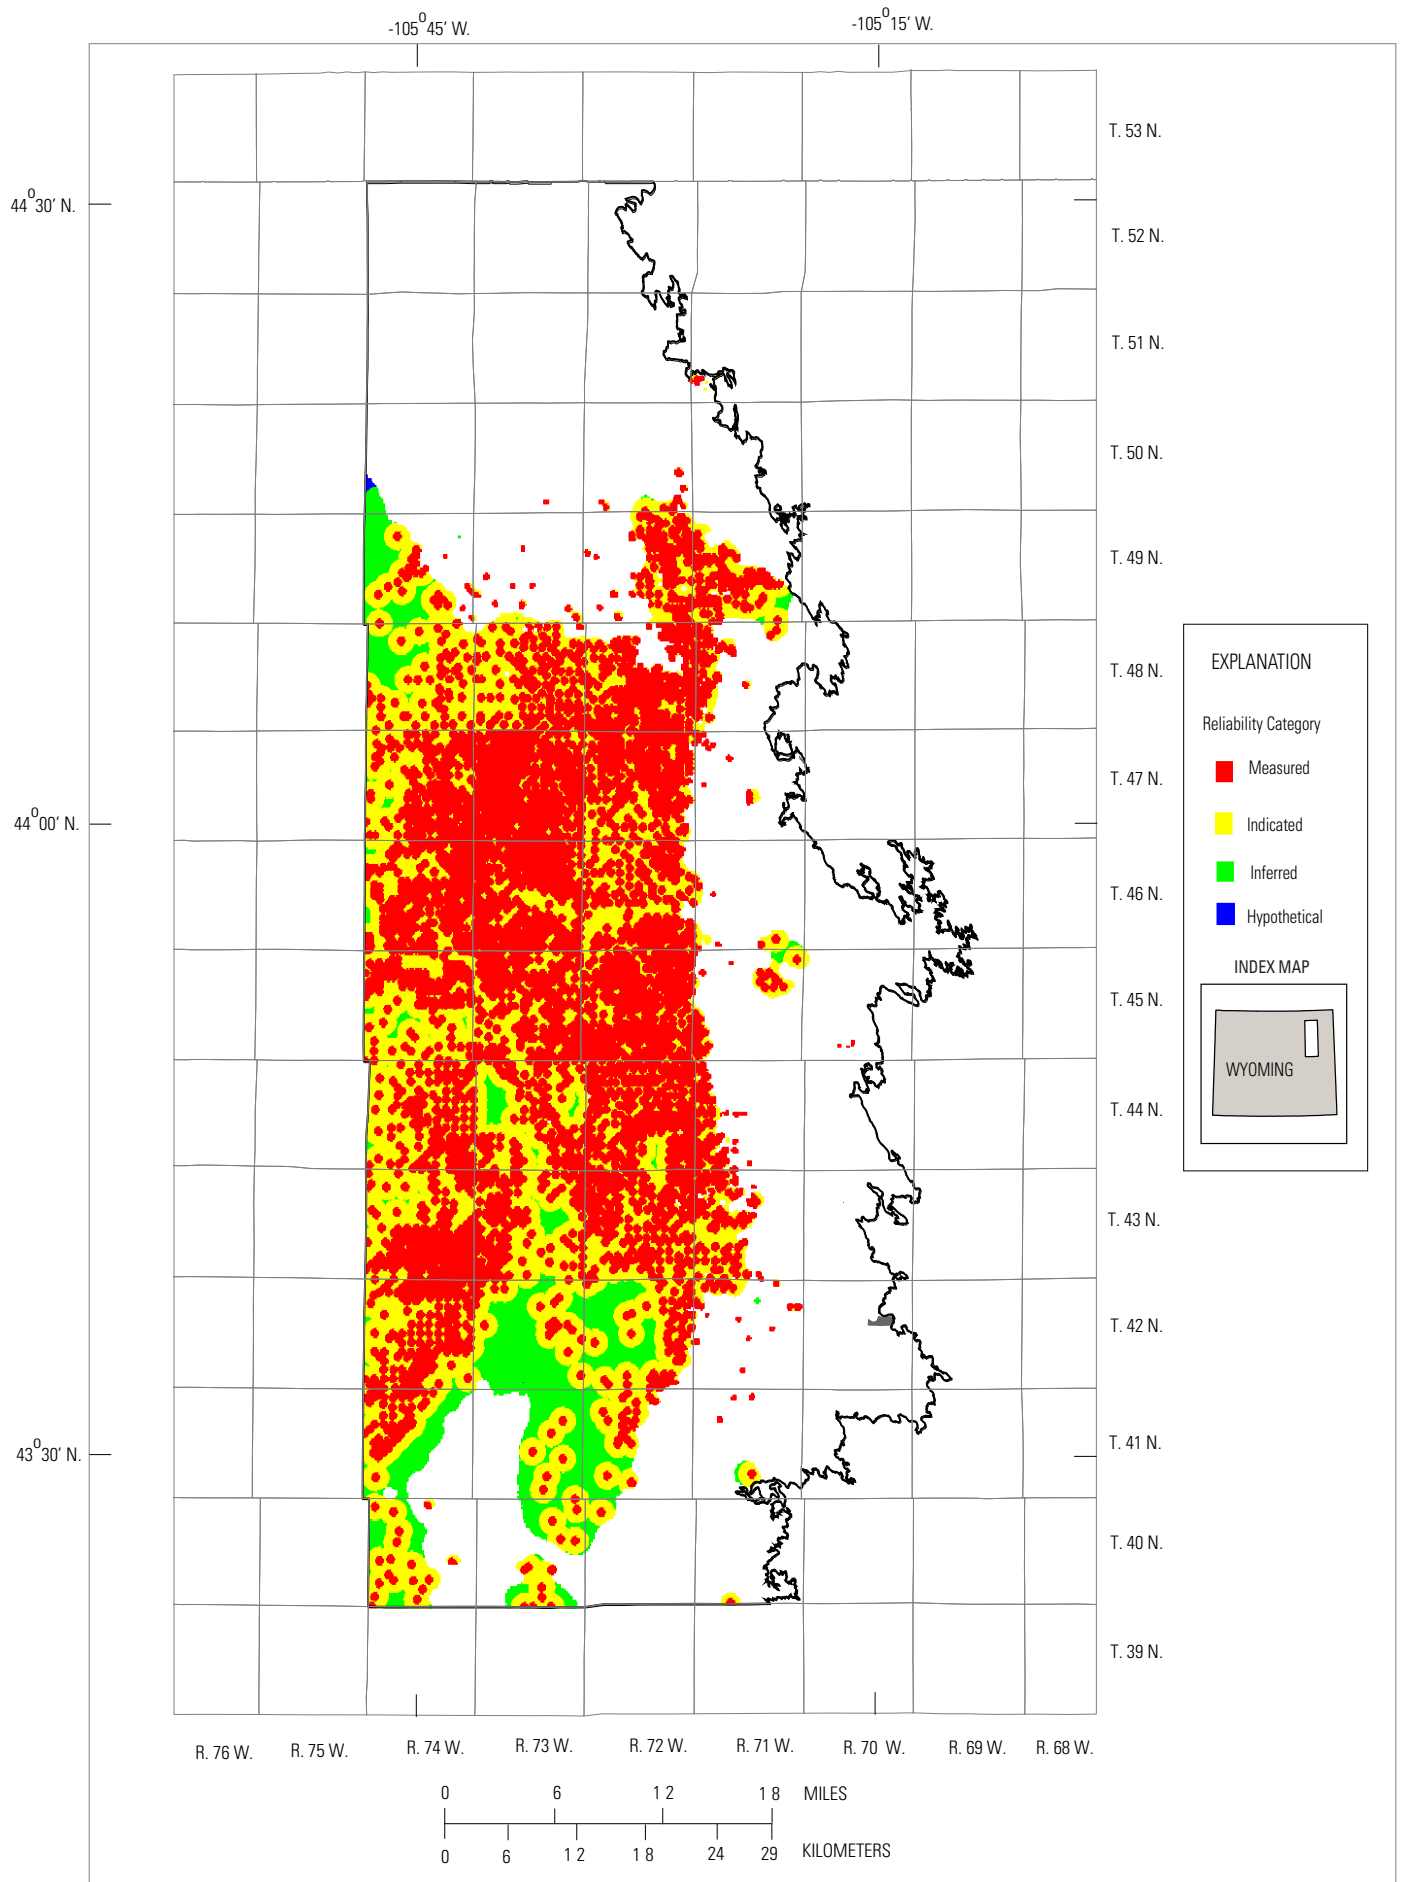 -105°45' W.
-105°15' W.
T. 53 N.
44°30' N.
T. 52 N.
T. 51 N.
T. 50 N.
T. 49 N.
EXPLANATION
T. 48 N.
Reliability Category
Measured
T. 47 N.
44°00' N.
Indicated
Inferred
T. 46 N.
Hypothetical
INDEX MAP
T. 45 N.
WYOMING
T. 44 N.
T. 43 N.
T. 42 N.
T. 41 N.
43°30' N.
T. 40 N.
T. 39 N.
R. 76 W. R. 75 W. R. 74 W. R. 73 W. R. 72 W. R. 71 W. R. 70 W. R. 69 W. R. 68 W.
0 6 12 18 MILES
0 6 12 18 24 29 KILOMETERS